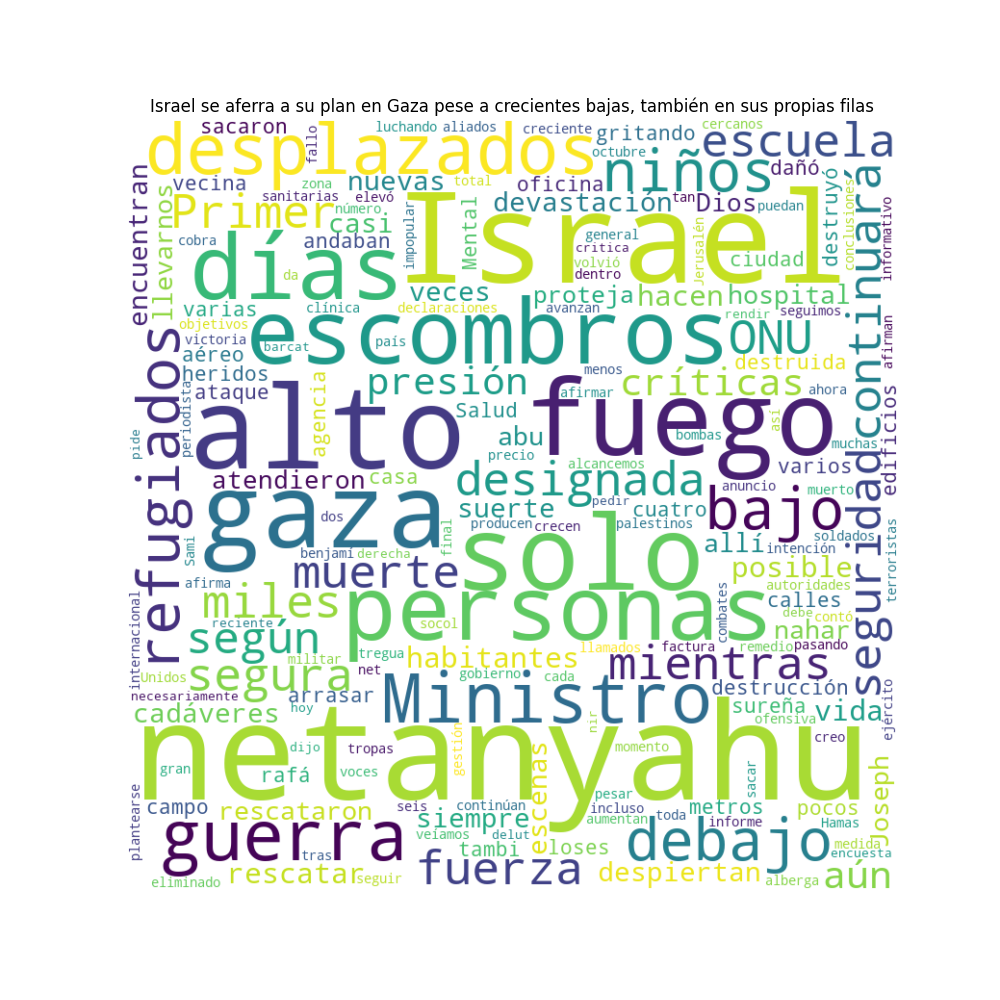 Israel se aferra a su plan en Gaza pese a crecientes bajas, también en sus propias filas
sacaron
fallo
luchando
aliados
creciente
octubre
gritando
cercanos
escuela
desplazados
niños
dañó
destruyó
seguridad
continuará
conclusiones
informativo
encuentran
vecina
llevarnos
zona
sanitarias
nuevas
total
oficina
devastación
tan
Dios
puedan
Primer
número
elevó
casi
impopular
Mental
Israel
general
critica
volvió
dentro
Jerusalén
ciudad
cobra
andaban
días
da
veces
proteja
hacen
hospital
varias
clínica
declaraciones
avanzan
rendir
seguimos
objetivos
victoria
escombros
ONU
afirman
aéreo
barcat
país
destruida
heridos
menos
refugiados
periodista
ataque
agencia
presión
afirmar
críticas
ahora
alto
Salud
fuego
así
edificios
pide
abu
bombas
muchas
precio
alcancemos
varios
atendieron
casa
designada
anuncio
muerto
gaza
suerte
pedir
cuatro
bajo
dos
final
producen
crecen
palestinos
soldados
terroristas
Sami
benjamí
derecha
solo
allí
intención
afirma
muerte
posible
autoridades
internacional
miles
personas
combates
calles
debe
contó
reciente
socol
nahar
según
tregua
llamados
factura
remedio
pasando
militar
net
habitantes
mientras
Unidos
segura
gobierno
cada
necesariamente
arrasar
Ministro
destrucción
ejército
cadáveres
hoy
nir
sureña
vida
ofensiva
netanyahu
dijo
tropas
gestión
momento
creo
gran
rafá
voces
escenas
sacar
plantearse
pesar
Joseph
campo
rescataron
seis
continúan
incluso
metros
pocos
siempre
aumentan
toda
informe
Hamas
guerra
veíamos
delut
medida
tras
tambi
loses
debajo
encuesta
rescatar
seguir
fuerza
despiertan
eliminado
alberga
aún